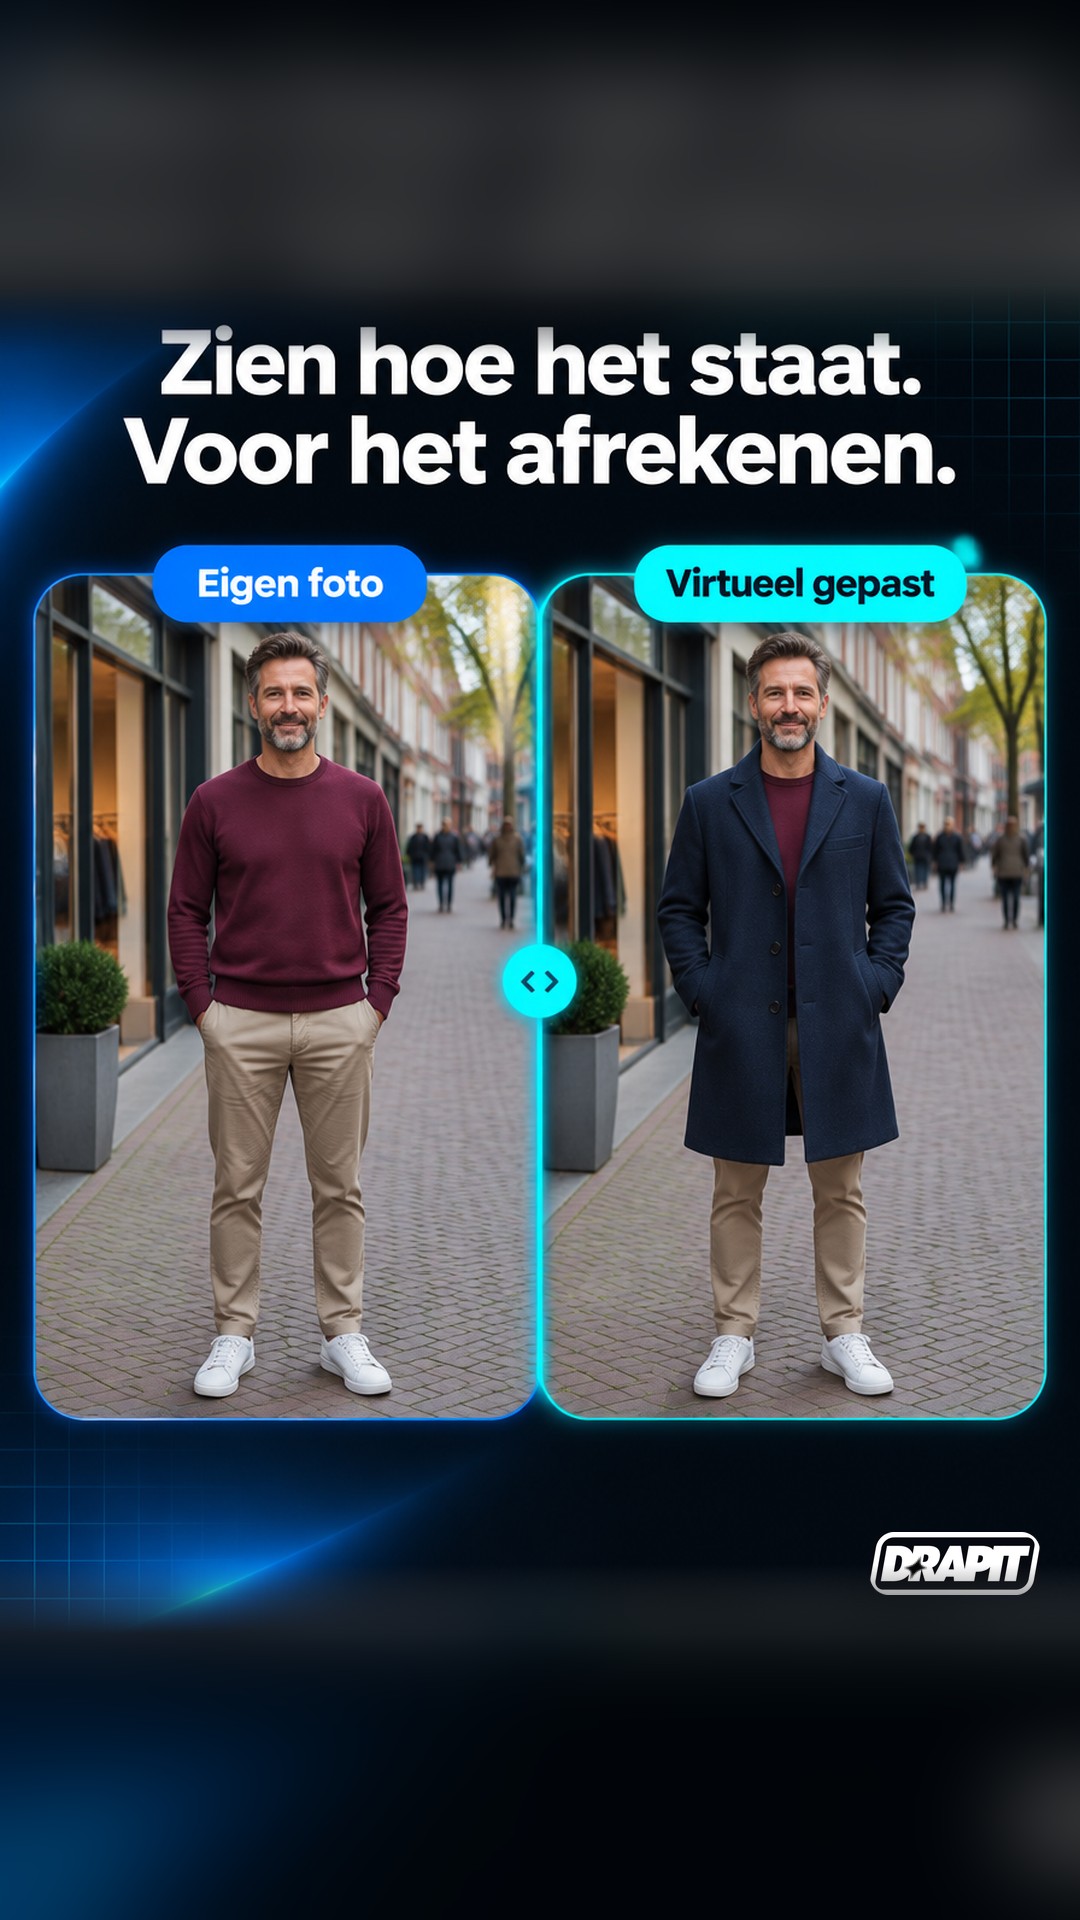 Zien hoe het staat.
Voor het afrekenen.
Eigen foto
Virtueel gepast
DRAPIT